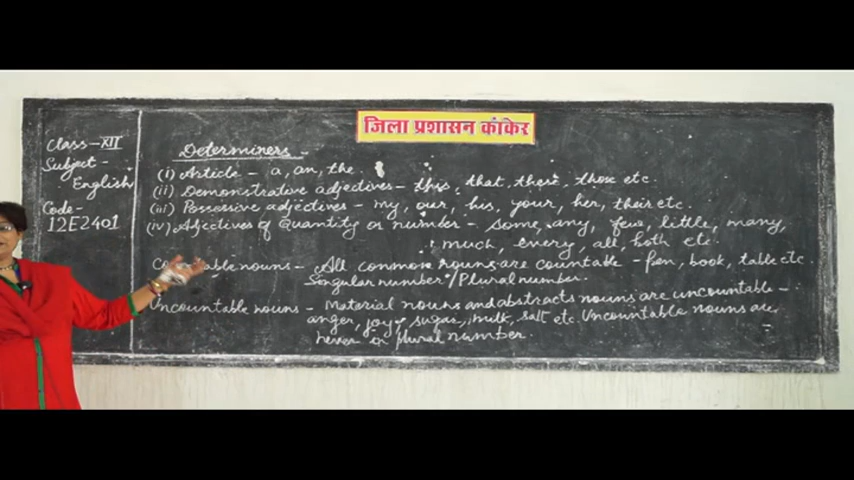 जिला प्रशासन कांकेर
Class-XII
Subject-
English
Code-
12E2401
Determiners -
(i) Article - a, an, the.
(ii) Demonstrative adjectives - this, that, these, those etc.
(iii) Possessive adjectives - my, our, his, your, her, their etc.
(iv) Adjectives of Quantity or number - some, any, few, little, many,
much, every, all, both etc.
nouns - All common nouns are countable - Pen, book, table etc.
Singular number/Plural number.
Uncountable nouns - Material nouns and abstracts nouns are uncountable -
anger, joy, sugar, milk, salt etc. Uncountable nouns are
never in plural number.